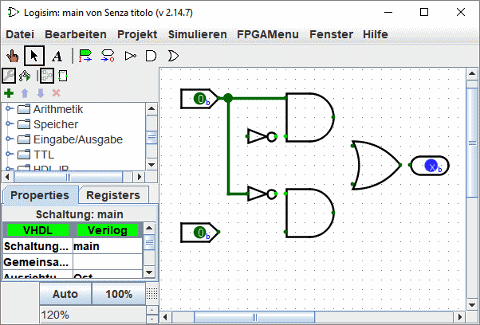 Logisim: main von Senza titolo (v 2.14.7)
Datei Bearbeiten Projekt Simulieren FPGAMenu Fenster Hilfe
A
Arithmetik
Speicher
Eingabe/Ausgabe
TTL
HDL-IP
Properties Registers
Schaltung: main
VHDL Verilog
Schaltung... main
Gemeinsa...
Ausrichtu... Ost
Auto 100%
120%
0
0
x